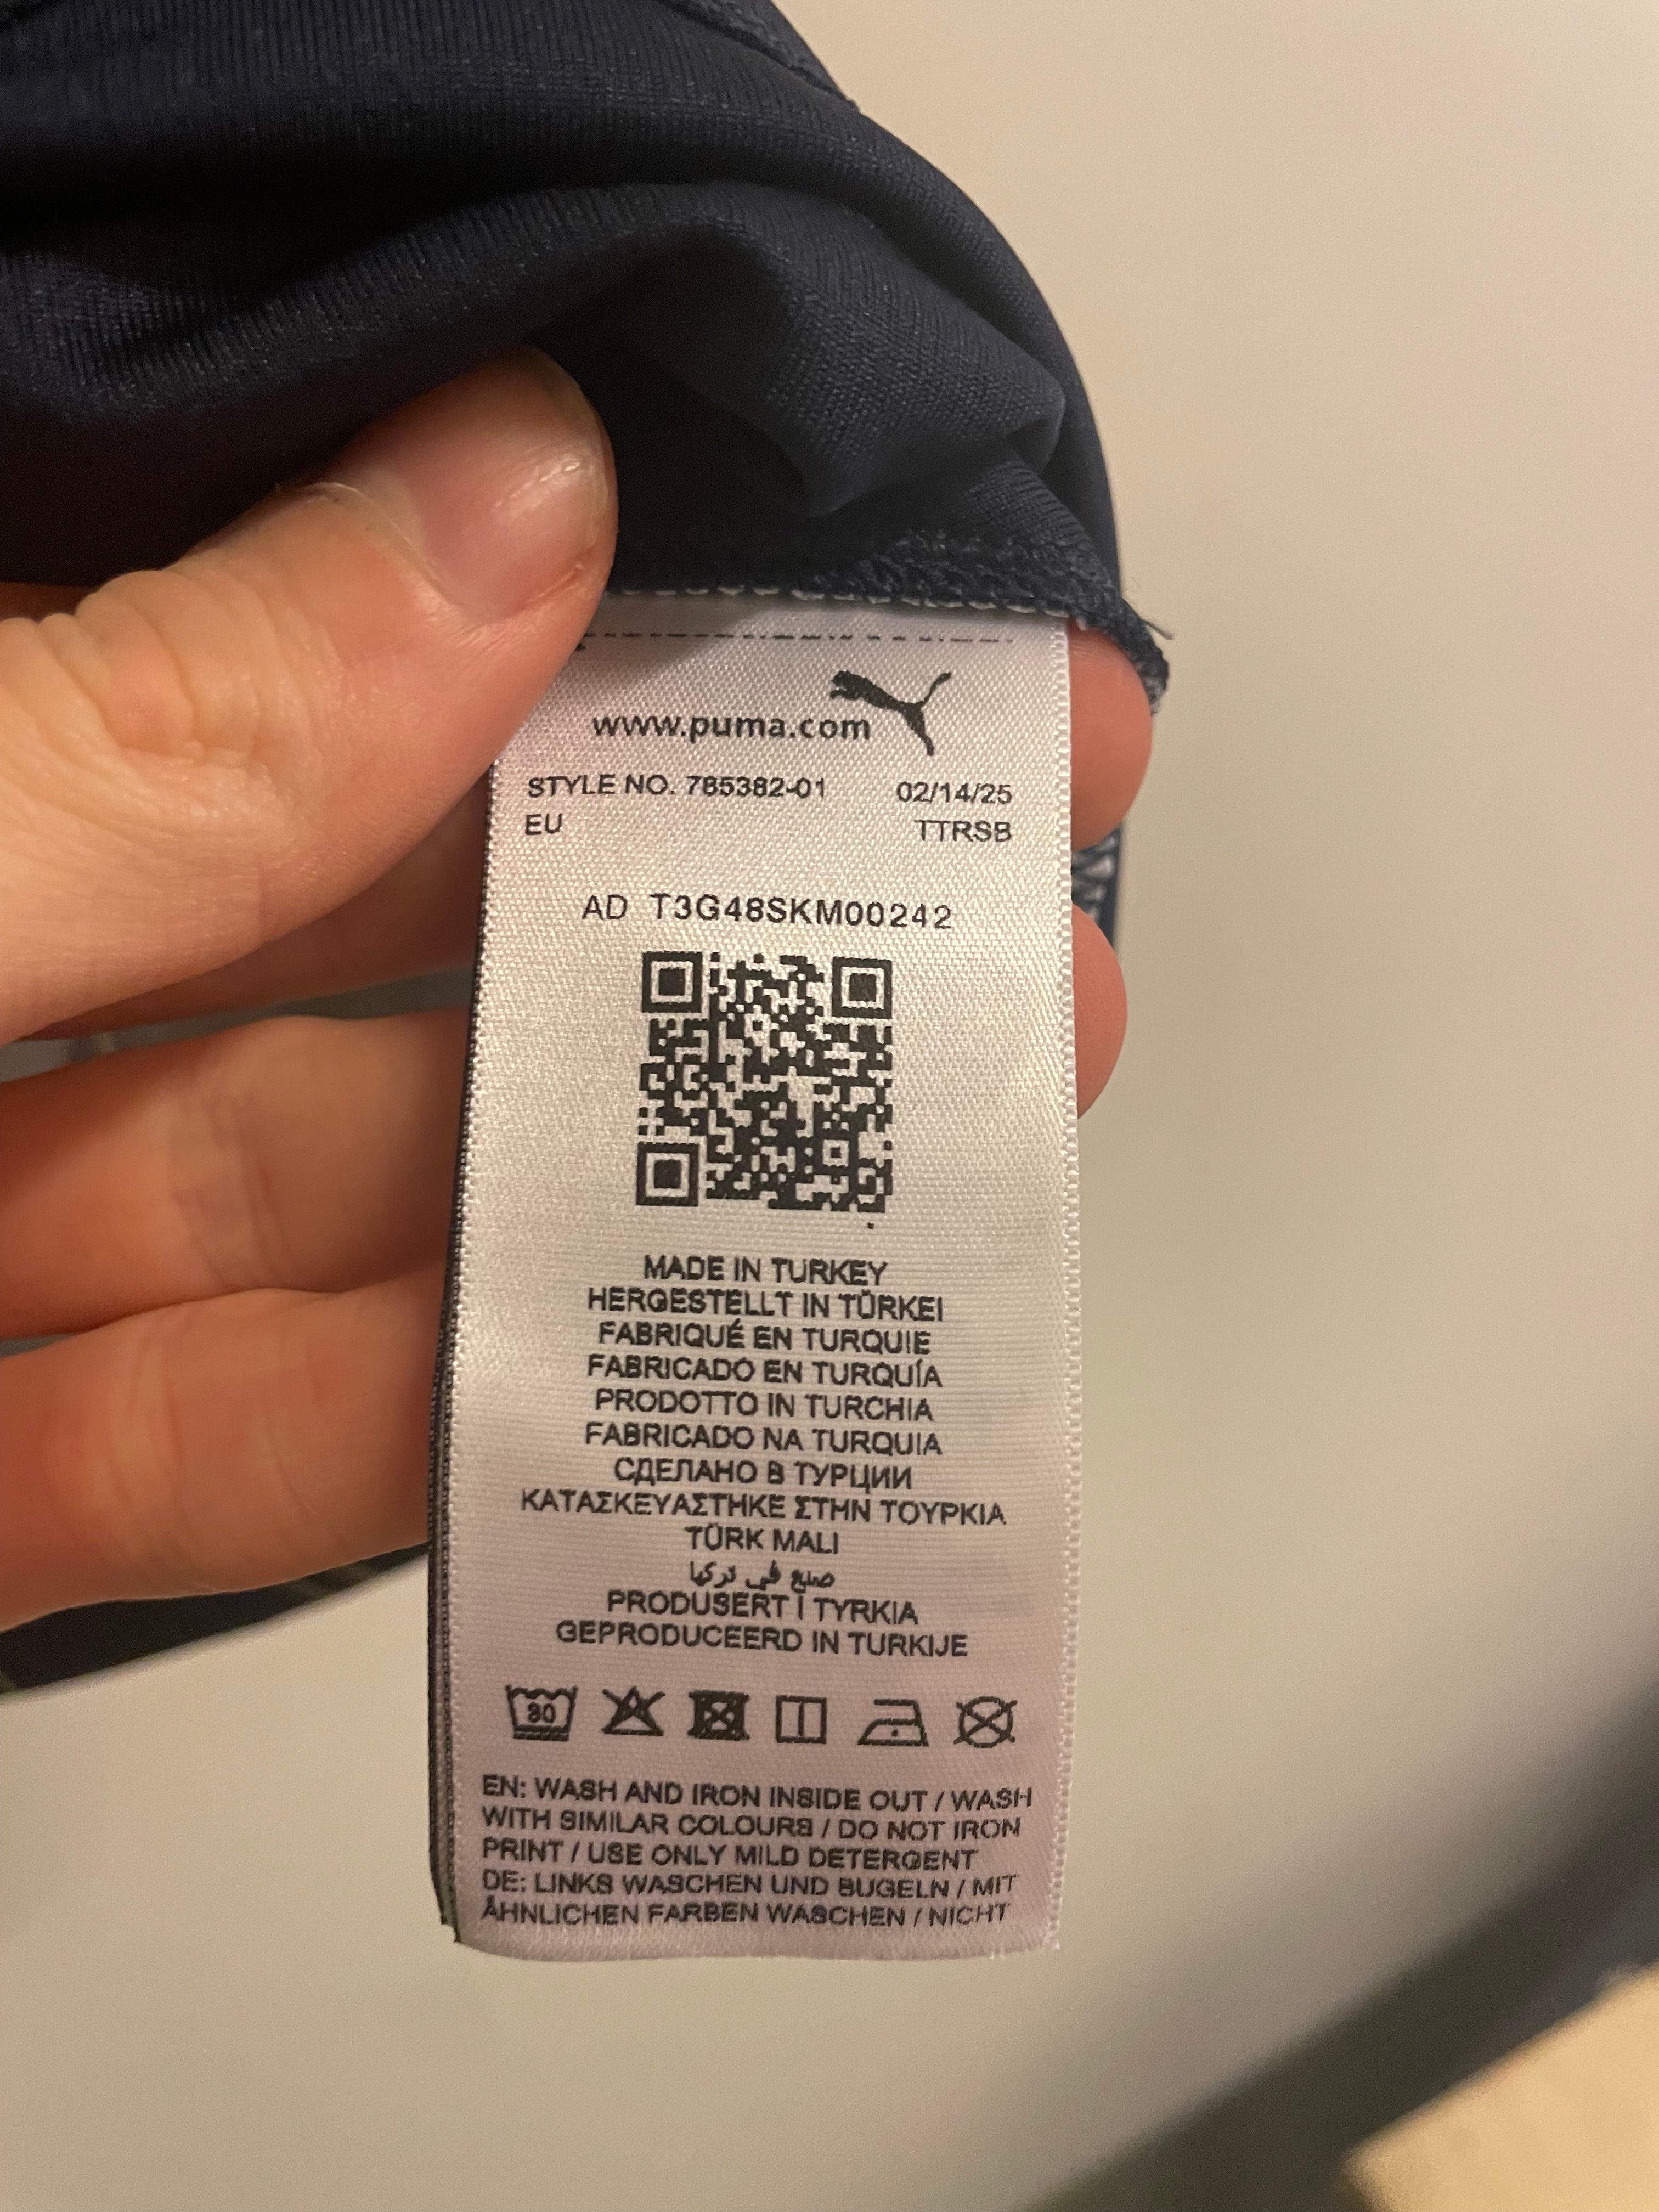 www.puma.com
STYLE NO. 785382-01 02/14/25
EU TTRSB
AD T3G48SKM00242
MADE IN TURKEY
HERGESTELLT IN TÜRKEI
FABRIQUÉ EN TURQUIE
FABRICADO EN TURQUÍA
PRODOTTO IN TURCHIA
FABRICADO NA TURQUIA
СДЕЛАНО В ТУРЦИИ
ΚΑΤΑΣΚΕΥΑΣΤΗΚΕ ΣΤΗΝ ΤΟΥΡΚΙΑ
TÜRK MALI
صنع في تركيا
PRODUSERT I TYRKIA
GEPRODUCEERD IN TURKIJE
30
EN: WASH AND IRON INSIDE OUT / WASH
WITH SIMILAR COLOURS / DO NOT IRON
PRINT / USE ONLY MILD DETERGENT
DE: LINKS WASCHEN UND BÜGELN / MIT
ÄHNLICHEN FARBEN WASCHEN / NICHT